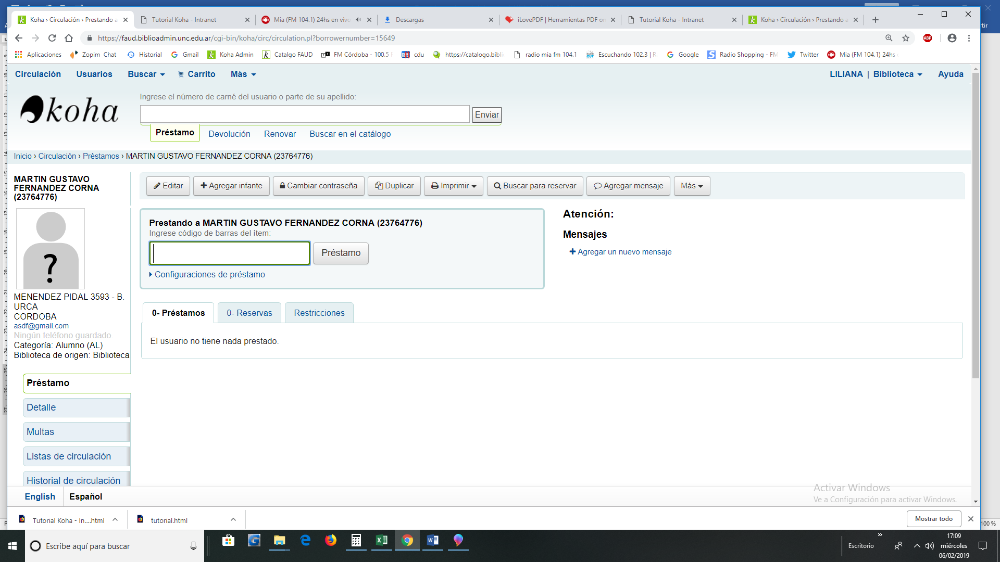 Koha › Circulación › Prestando a
Tutorial Koha - Intranet
Mia (FM 104.1) 24hs en vivo
Descargas
iLovePDF | Herramientas PDF on
Tutorial Koha - Intranet
Koha › Circulación › Prestando a
https://faud.biblioadmin.unc.edu.ar/cgi-bin/koha/circ/circulation.pl?borrowernumber=15649
ABP
Aplicaciones
Zopim Chat
Historial
Gmail
Koha Admin
Catalgo FAUD
FM Córdoba - 100.5
cdu
https://catalogo.bibli
radio mia fm 104.1
Escuchando 102.3 | R
Google
Radio Shopping - FM
Twitter
Mia (FM 104.1) 24hs
Circulación
Usuarios
Buscar
Carrito
Más
LILIANA | Biblioteca
Ayuda
koha
Ingrese el número de carné del usuario o parte de su apellido:
Enviar
Préstamo
Devolución
Renovar
Buscar en el catálogo
Inicio › Circulación › Préstamos › MARTIN GUSTAVO FERNANDEZ CORNA (23764776)
MARTIN GUSTAVO
FERNANDEZ CORNA
(23764776)
Editar
Agregar infante
Cambiar contraseña
Duplicar
Imprimir
Buscar para reservar
Agregar mensaje
Más
Prestando a MARTIN GUSTAVO FERNANDEZ CORNA (23764776)
Ingrese código de barras del ítem:
Préstamo
Configuraciones de préstamo
Atención:
Mensajes
Agregar un nuevo mensaje
?
MENENDEZ PIDAL 3593 - B.
URCA
CORDOBA
asdf@gmail.com
Ningún teléfono guardado.
Categoría: Alumno (AL)
Biblioteca de origen: Biblioteca
0- Préstamos
0- Reservas
Restricciones
El usuario no tiene nada prestado.
Préstamo
Detalle
Multas
Listas de circulación
Historial de circulación
English
Español
Activar Windows
Ve a Configuración para activar Windows.
Tutorial Koha - In....html
tutorial.html
Mostrar todo
100 %
Escribe aquí para buscar
Escritorio
17:09
miércoles
06/02/2019